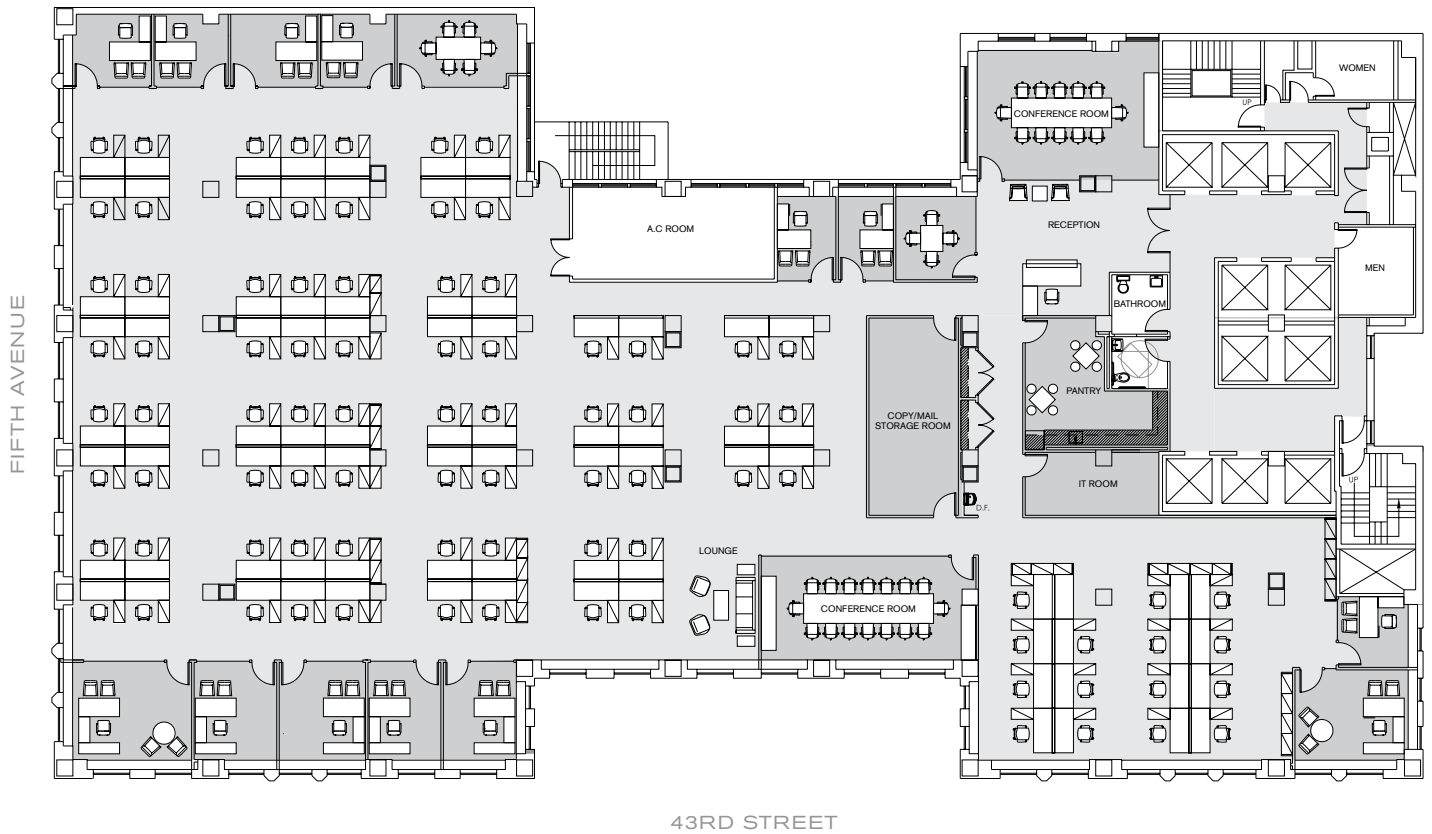 WOMEN
UP
CONFERENCE ROOM
RECEPTION
A.C ROOM
MEN
BATHROOM
FIFTH AVENUE
PANTRY
COPY/MAIL
STORAGE ROOM
IT ROOM
UP
D.F.
LOUNGE
CONFERENCE ROOM
43RD STREET